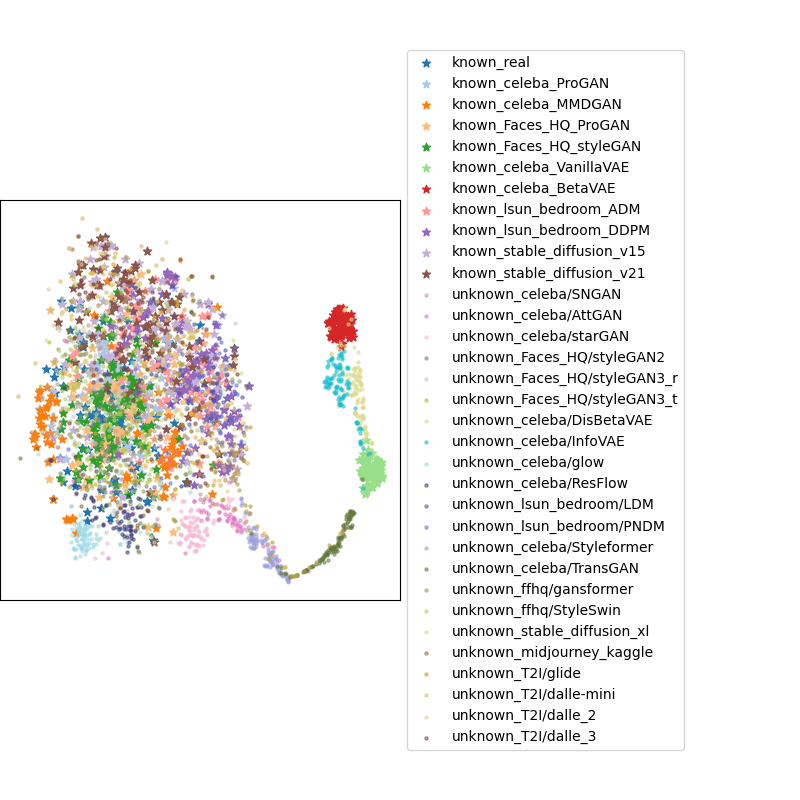 known_real
known_celeba_ProGAN
known_celeba_MMDGAN
known_Faces_HQ_ProGAN
known_Faces_HQ_styleGAN
known_celeba_VanillaVAE
known_celeba_BetaVAE
known_lsun_bedroom_ADM
known_lsun_bedroom_DDPM
known_stable_diffusion_v15
known_stable_diffusion_v21
unknown_celeba/SNGAN
unknown_celeba/AttGAN
unknown_celeba/starGAN
unknown_Faces_HQ/styleGAN2
unknown_Faces_HQ/styleGAN3_r
unknown_Faces_HQ/styleGAN3_t
unknown_celeba/DisBetaVAE
unknown_celeba/InfoVAE
unknown_celeba/glow
unknown_celeba/ResFlow
unknown_lsun_bedroom/LDM
unknown_lsun_bedroom/PNDM
unknown_celeba/Styleformer
unknown_celeba/TransGAN
unknown_ffhq/gansformer
unknown_ffhq/StyleSwin
unknown_stable_diffusion_xl
unknown_midjourney_kaggle
unknown_T2I/glide
unknown_T2I/dalle-mini
unknown_T2I/dalle_2
unknown_T2I/dalle_3